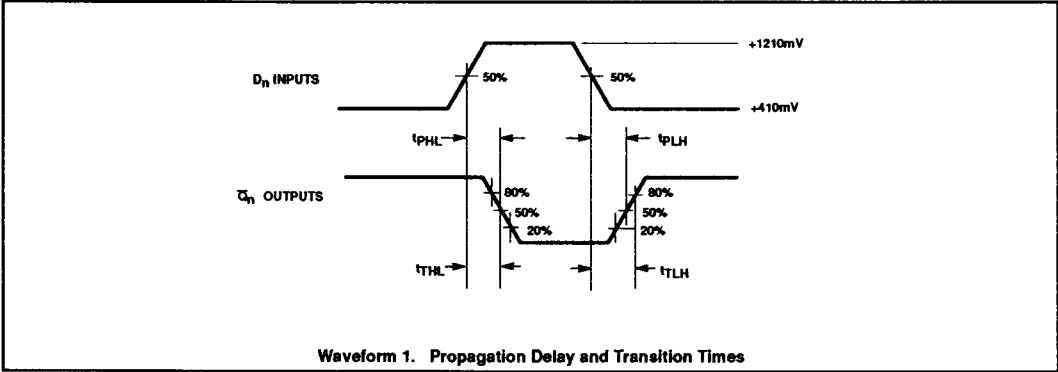 +1210mV
Dn INPUTS
50%
50%
+410mV
tPHL
tPLH
Q̅n OUTPUTS
80%
50%
20%
80%
50%
20%
tTHL
tTLH
Waveform 1. Propagation Delay and Transition Times